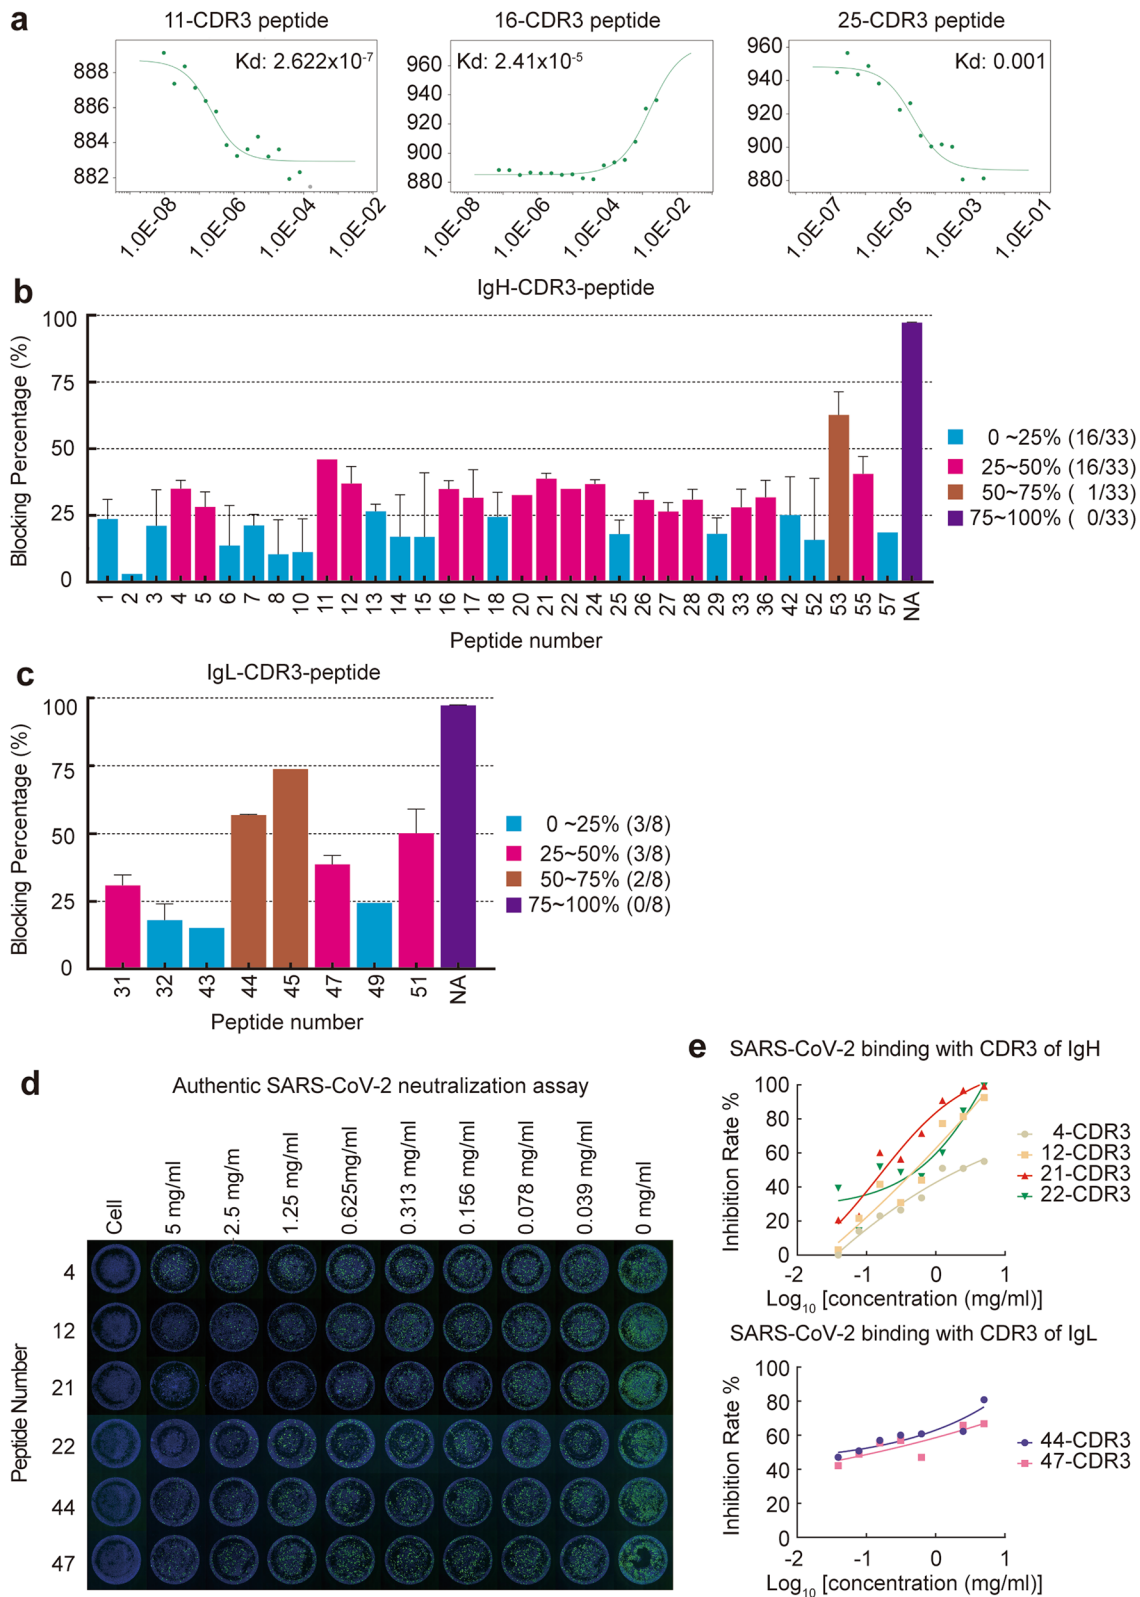 a
11-CDR3 peptide
16-CDR3 peptide
25-CDR3 peptide
Kd: 2.622x10-7
888
886
884
882
1.0E-08
1.0E-06
1.0E-04
1.0E-02
Kd: 2.41x10-5
960
940
920
900
880
1.0E-08
1.0E-06
1.0E-04
1.0E-02
Kd: 0.001
960
940
920
900
880
1.0E-07
1.0E-05
1.0E-03
1.0E-01
b
IgH-CDR3-peptide
Blocking Percentage (%)
100
75
50
25
0
1 2 3 4 5 6 7 8 10 11 12 13 14 15 16 17 18 20 21 22 24 25 26 27 28 29 33 36 42 52 53 55 57 NA
Peptide number
0 ~25% (16/33)
25~50% (16/33)
50~75% ( 1/33)
75~100% ( 0/33)
c
IgL-CDR3-peptide
Blocking Percentage (%)
100
75
50
25
0
31 32 43 44 45 47 49 51 NA
Peptide number
0 ~25% (3/8)
25~50% (3/8)
50~75% (2/8)
75~100% (0/8)
d
Authentic SARS-CoV-2 neutralization assay
Cell
5 mg/ml
2.5 mg/m
1.25 mg/ml
0.625mg/ml
0.313 mg/ml
0.156 mg/ml
0.078 mg/ml
0.039 mg/ml
0 mg/ml
Peptide Number
4
12
21
22
44
47
e
SARS-CoV-2 binding with CDR3 of IgH
Inhibition Rate %
100
80
60
40
20
0
-2 -1 0 1
Log10 [concentration (mg/ml)]
4-CDR3
12-CDR3
21-CDR3
22-CDR3
SARS-CoV-2 binding with CDR3 of IgL
Inhibition Rate %
100
80
60
40
20
0
-2 -1 0 1
Log10 [concentration (mg/ml)]
44-CDR3
47-CDR3